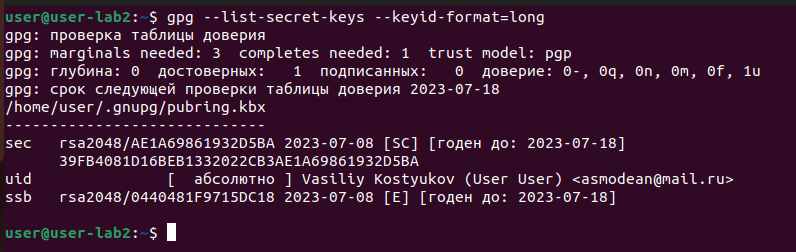 user@user-lab2:~$ gpg --list-secret-keys --keyid-format=long
gpg: проверка таблицы доверия
gpg: marginals needed: 3  completes needed: 1  trust model: pgp
gpg: глубина: 0  достоверных:   1  подписанных:   0  доверие: 0-, 0q, 0n, 0m, 0f, 1u
gpg: срок следующей проверки таблицы доверия 2023-07-18
/home/user/.gnupg/pubring.kbx
-----------------------------
sec   rsa2048/AE1A69861932D5BA 2023-07-08 [SC] [годен до: 2023-07-18]
      39FB4081D16BEB1332022CB3AE1A69861932D5BA
uid                 [  абсолютно ] Vasiliy Kostyukov (User User) <asmodean@mail.ru>
ssb   rsa2048/0440481F9715DC18 2023-07-08 [E] [годен до: 2023-07-18]
user@user-lab2:~$